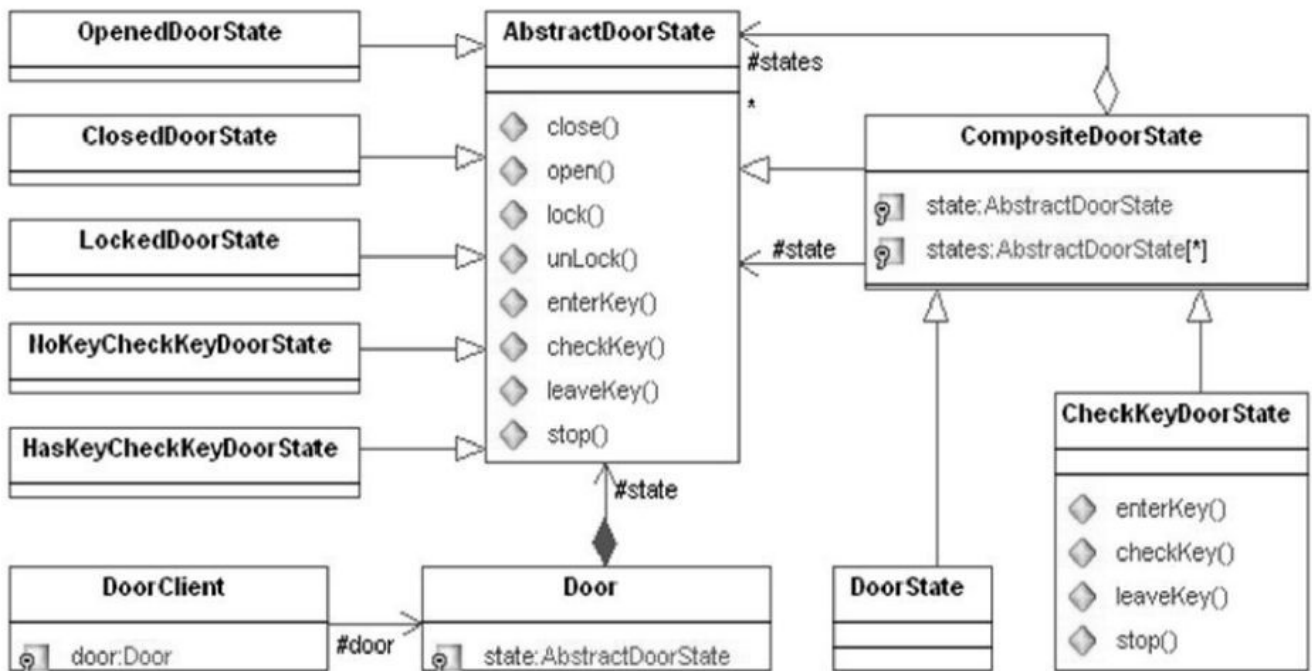 OpenedDoorState
ClosedDoorState
LockedDoorState
NoKeyCheckKeyDoorState
HasKeyCheckKeyDoorState
AbstractDoorState
close()
open()
lock()
unLock()
enterKey()
checkKey()
leaveKey()
stop()
#states
*
#state
CompositeDoorState
state:AbstractDoorState
states:AbstractDoorState[*]
CheckKeyDoorState
enterKey()
checkKey()
leaveKey()
stop()
#state
DoorClient
door:Door
#door
Door
state:AbstractDoorState
DoorState